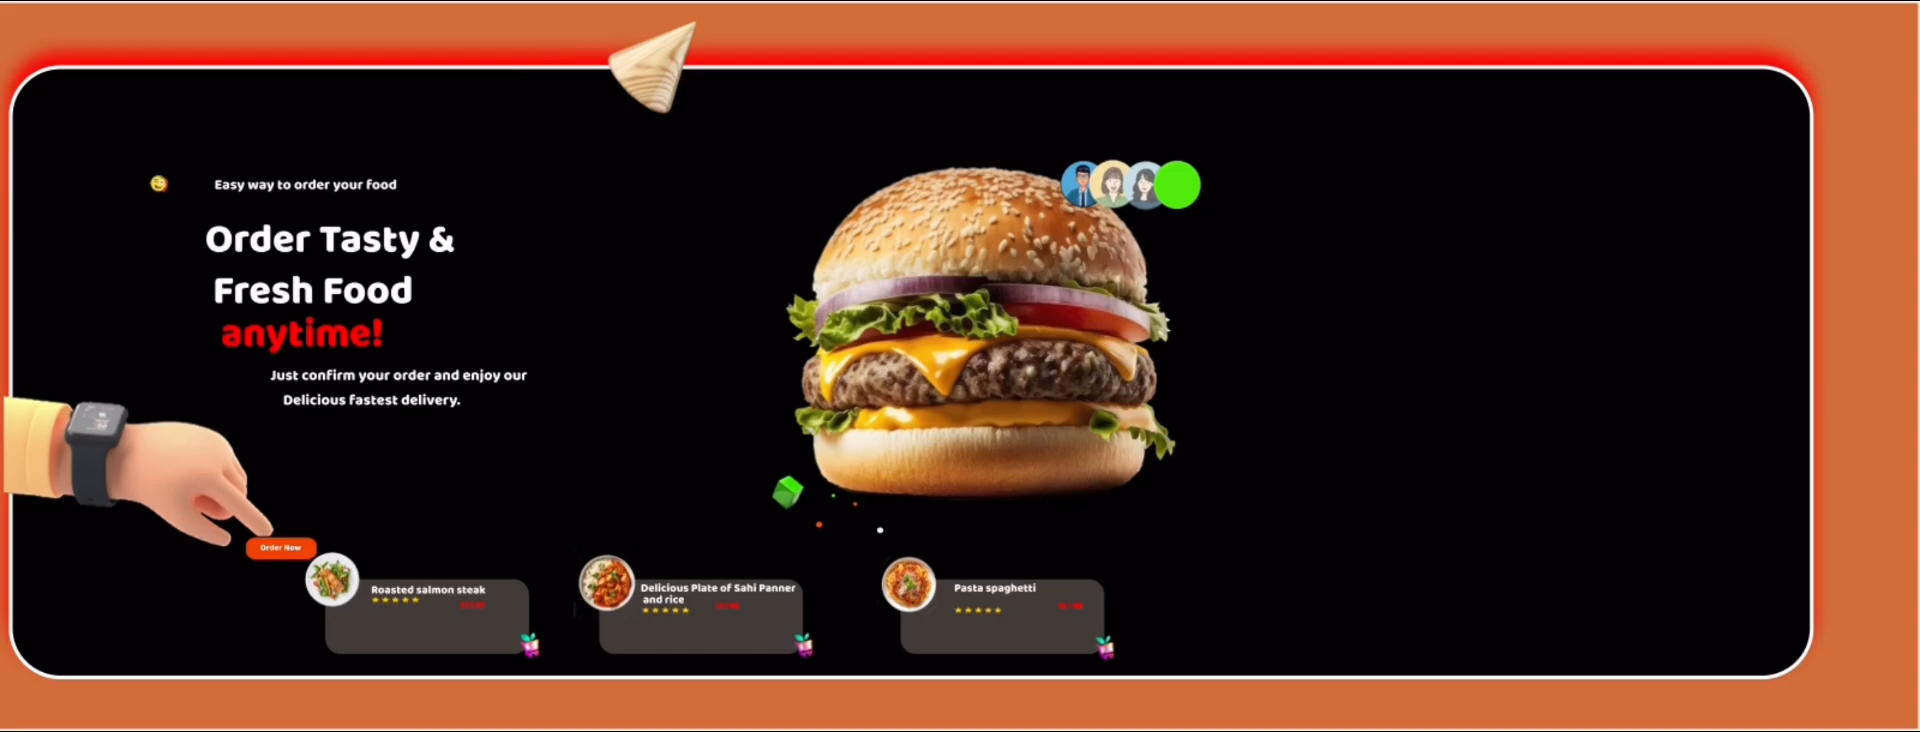 Easy way to order your food
Order Tasty &
Fresh Food
anytime!
Just confirm your order and enjoy our
Delicious fastest delivery.
Order Now
Roasted salmon steak
Delicious Plate of Sahi Panner
and rice
Pasta spaghetti